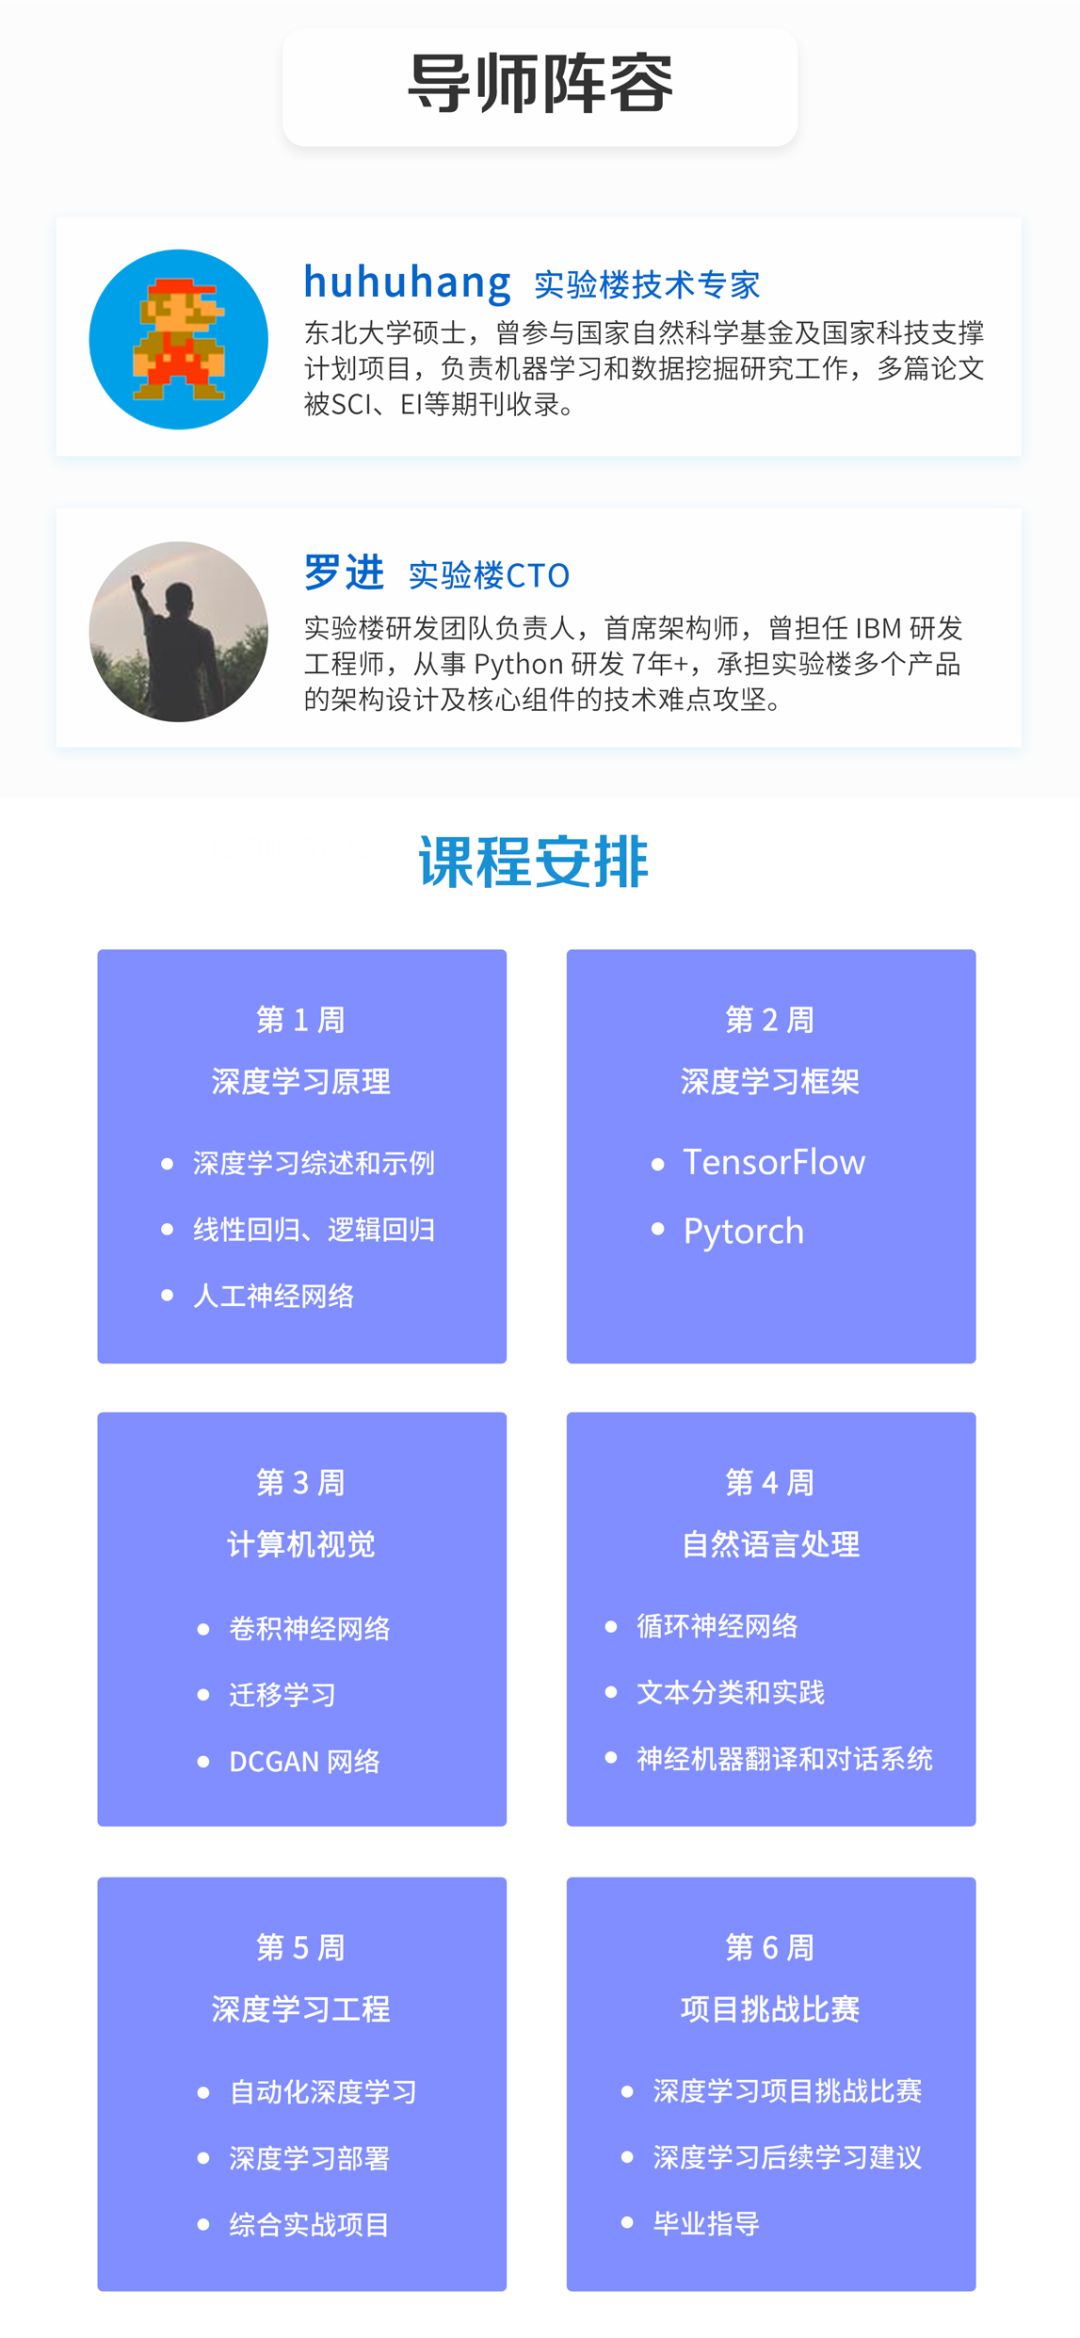 导师阵容
huhuhang 实验楼技术专家
东北大学硕士，曾参与国家自然科学基金及国家科技支撑
计划项目，负责机器学习和数据挖掘研究工作，多篇论文
被SCI、EI等期刊收录。
罗进 实验楼CTO
实验楼研发团队负责人，首席架构师，曾担任 IBM 研发
工程师，从事 Python 研发 7年+，承担实验楼多个产品
的架构设计及核心组件的技术难点攻坚。
课程安排
第 1 周
深度学习原理
• 深度学习综述和示例
• 线性回归、逻辑回归
• 人工神经网络
第 2 周
深度学习框架
• TensorFlow
• Pytorch
第 3 周
计算机视觉
• 卷积神经网络
• 迁移学习
• DCGAN 网络
第 4 周
自然语言处理
• 循环神经网络
• 文本分类和实践
• 神经机器翻译和对话系统
第 5 周
深度学习工程
• 自动化深度学习
• 深度学习部署
• 综合实战项目
第 6 周
项目挑战比赛
• 深度学习项目挑战比赛
• 深度学习后续学习建议
• 毕业指导